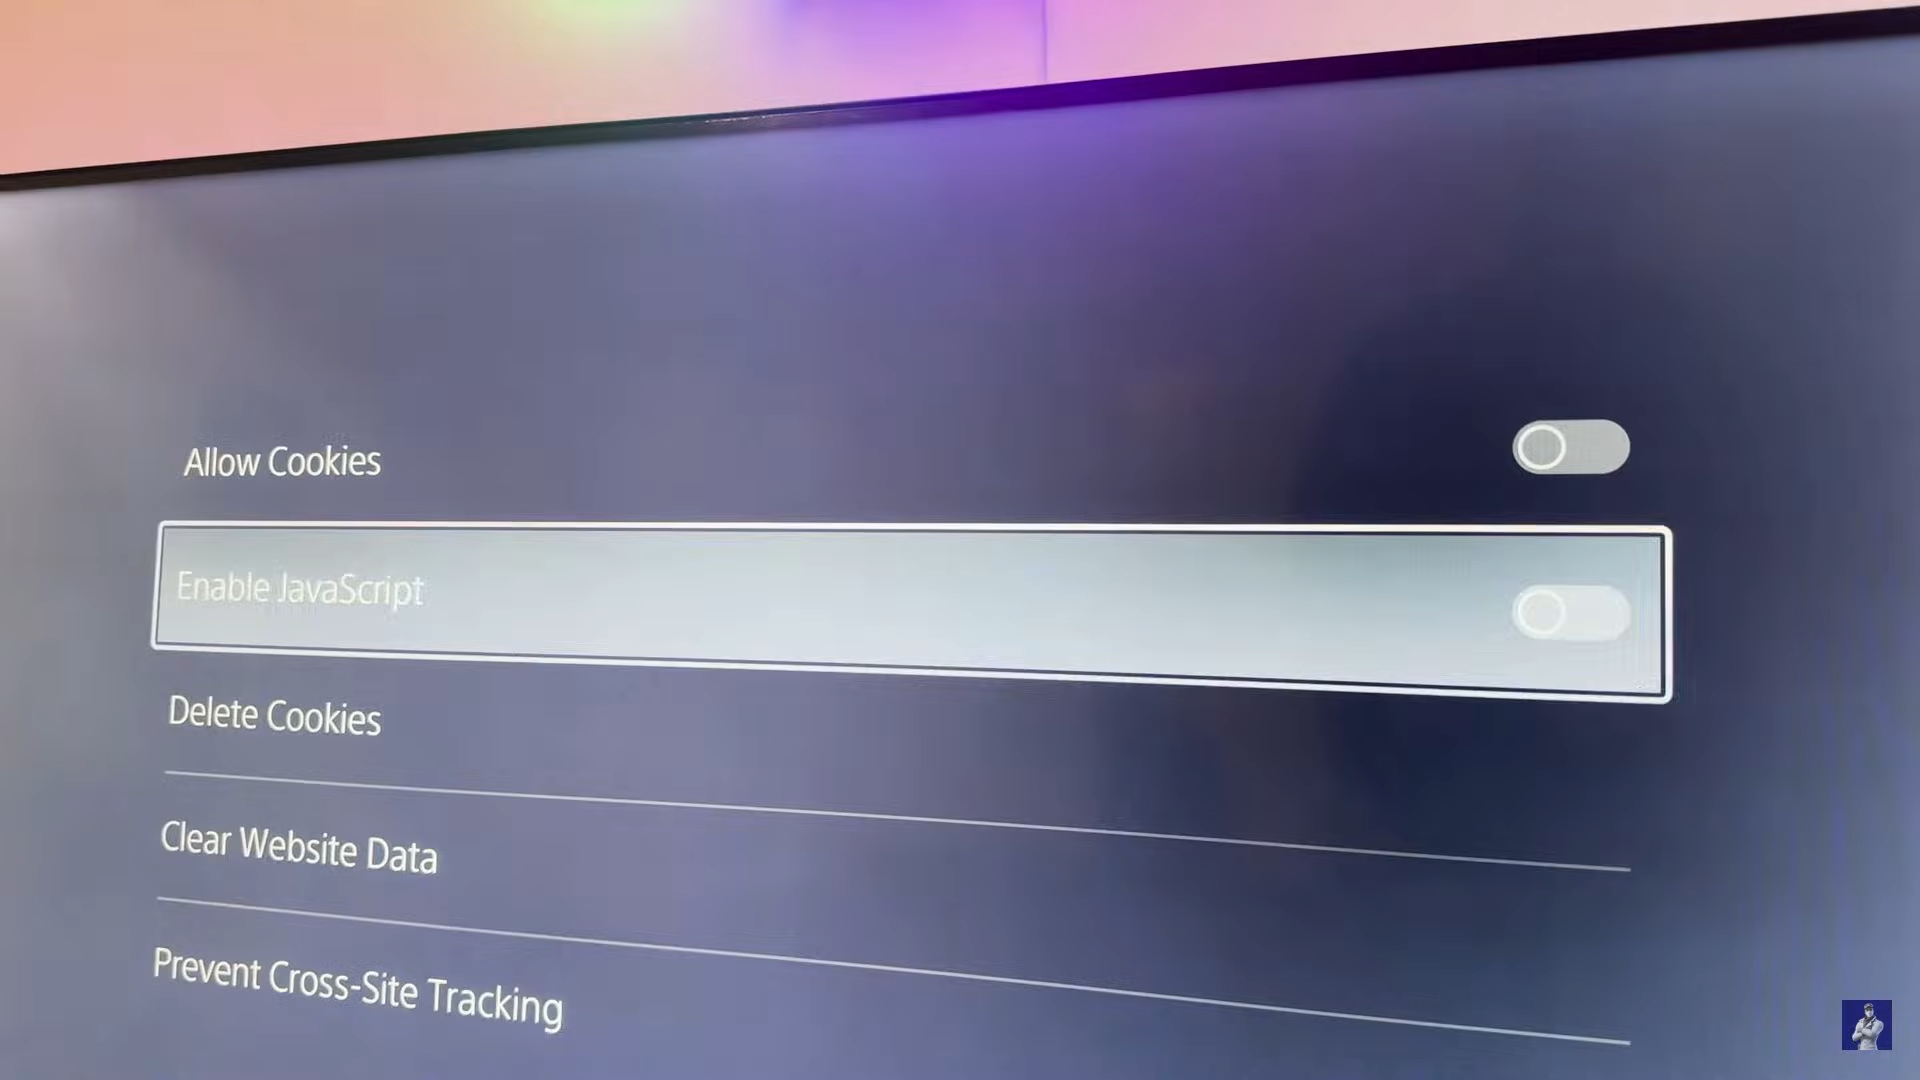 Allow Cookies
Enable JavaScript
Delete Cookies
Clear Website Data
Prevent Cross-Site Tracking